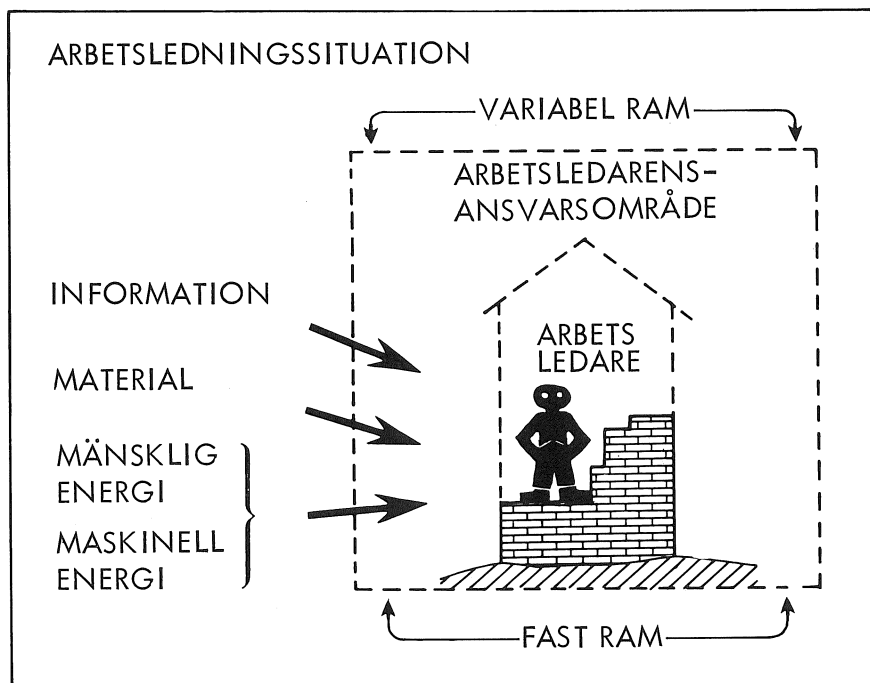 ARBETSLEDNINGSSITUATION
VARIABEL RAM
ARBETSLEDARENS-
ANSVARSOMRÅDE
INFORMATION
ARBETS
LEDARE
MATERIAL
MÄNSKLIG
ENERGI
MASKINELL
ENERGI
FAST RAM